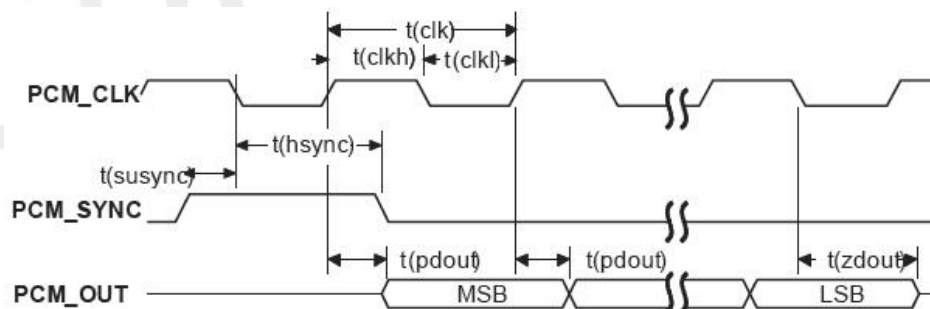 t(clk)
t(clkh)
t(clkl)
PCM_CLK
t(hsync)
t(susync)
PCM_SYNC
t(pdout)
t(pdout)
t(zdout)
PCM_OUT
MSB
LSB